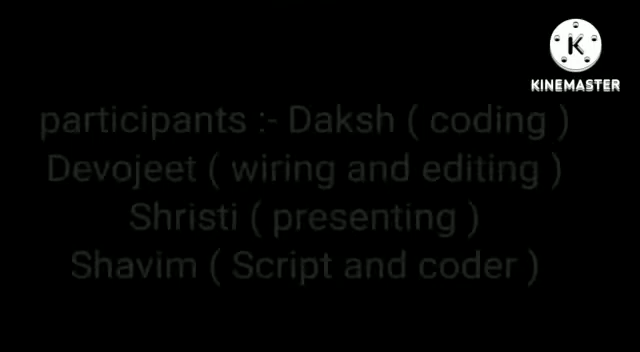 K
KINEMASTER
participants :- Daksh ( coding )
Devojeet ( wiring and editing )
Shristi ( presenting )
Shavim ( Script and coder )